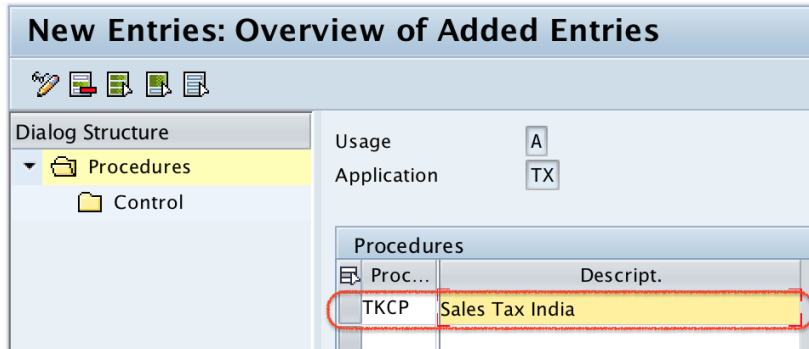 New Entries: Overview of Added Entries
Dialog Structure
Procedures
Control
Usage A
Application TX
Procedures
Proc... Descript.
TKCP Sales Tax India